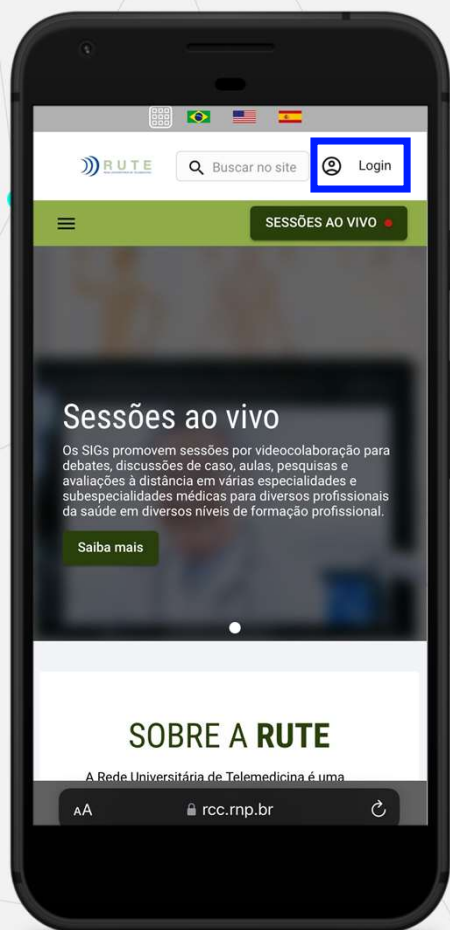 RUTE
Buscar no site
Login
SESSÕES AO VIVO
Sessões ao vivo
Os SIGs promovem sessões por videocolaboração para
debates, discussões de caso, aulas, pesquisas e
avaliações à distância em várias especialidades e
subespecialidades médicas para diversos profissionais
da saúde em diversos níveis de formação profissional.
Saiba mais
SOBRE A RUTE
A Rede Universitária de Telemedicina é uma
AA
rcc.rnp.br